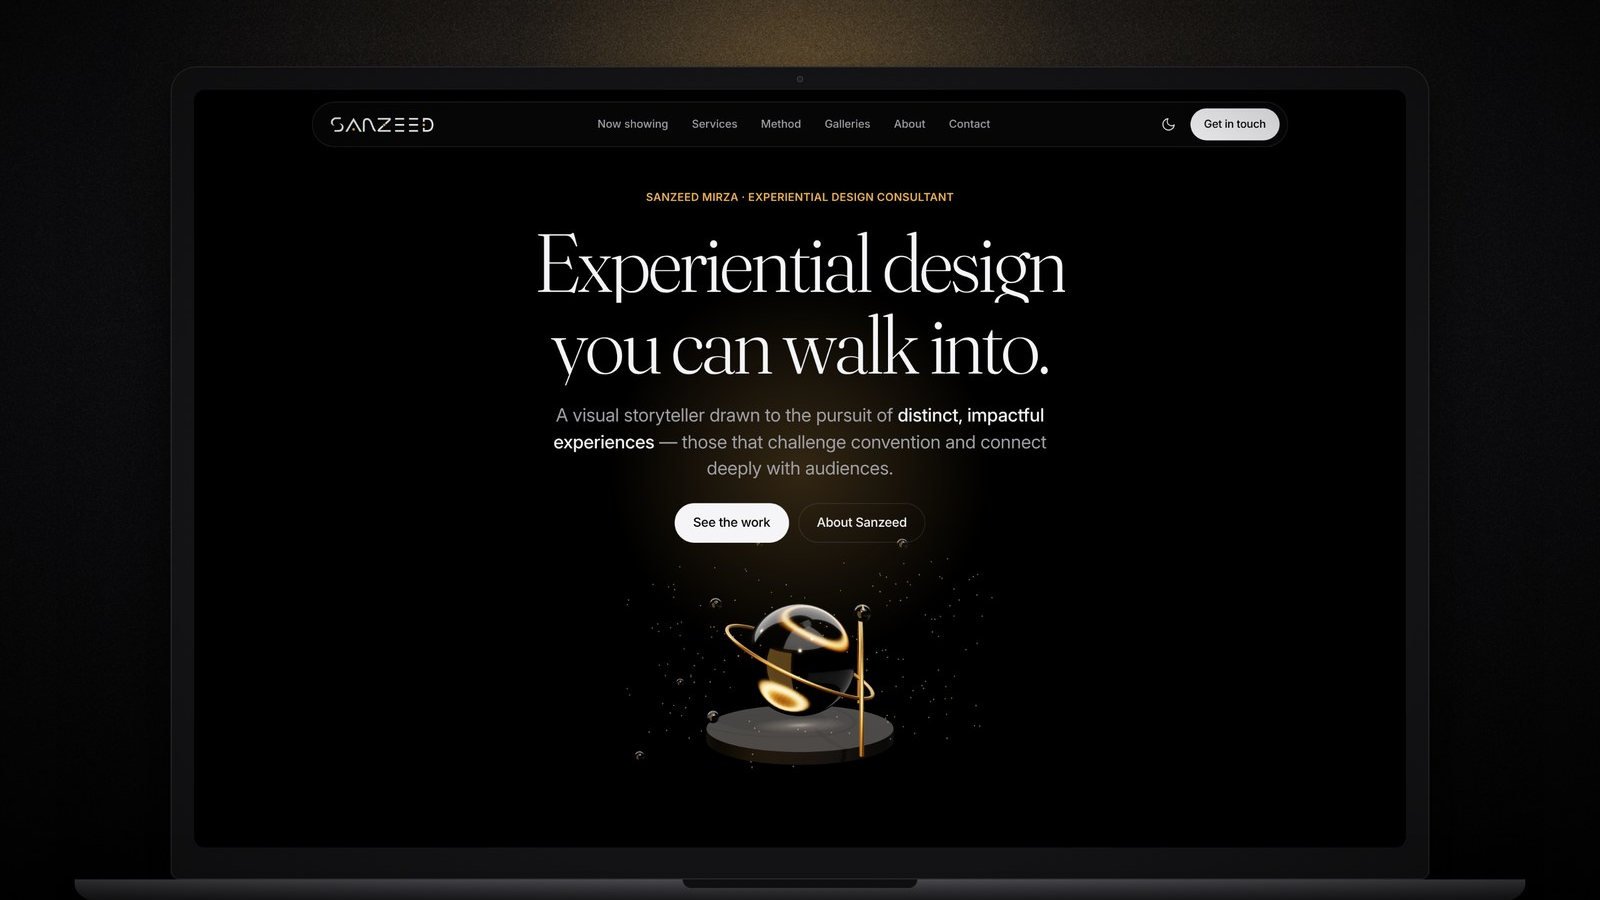 SANZEED
Now showing
Services
Method
Galleries
About
Contact
Get in touch
SANZEED MIRZA · EXPERIENTIAL DESIGN CONSULTANT
Experiential design
you can walk into.
A visual storyteller drawn to the pursuit of distinct, impactful
experiences — those that challenge convention and connect
deeply with audiences.
See the work
About Sanzeed